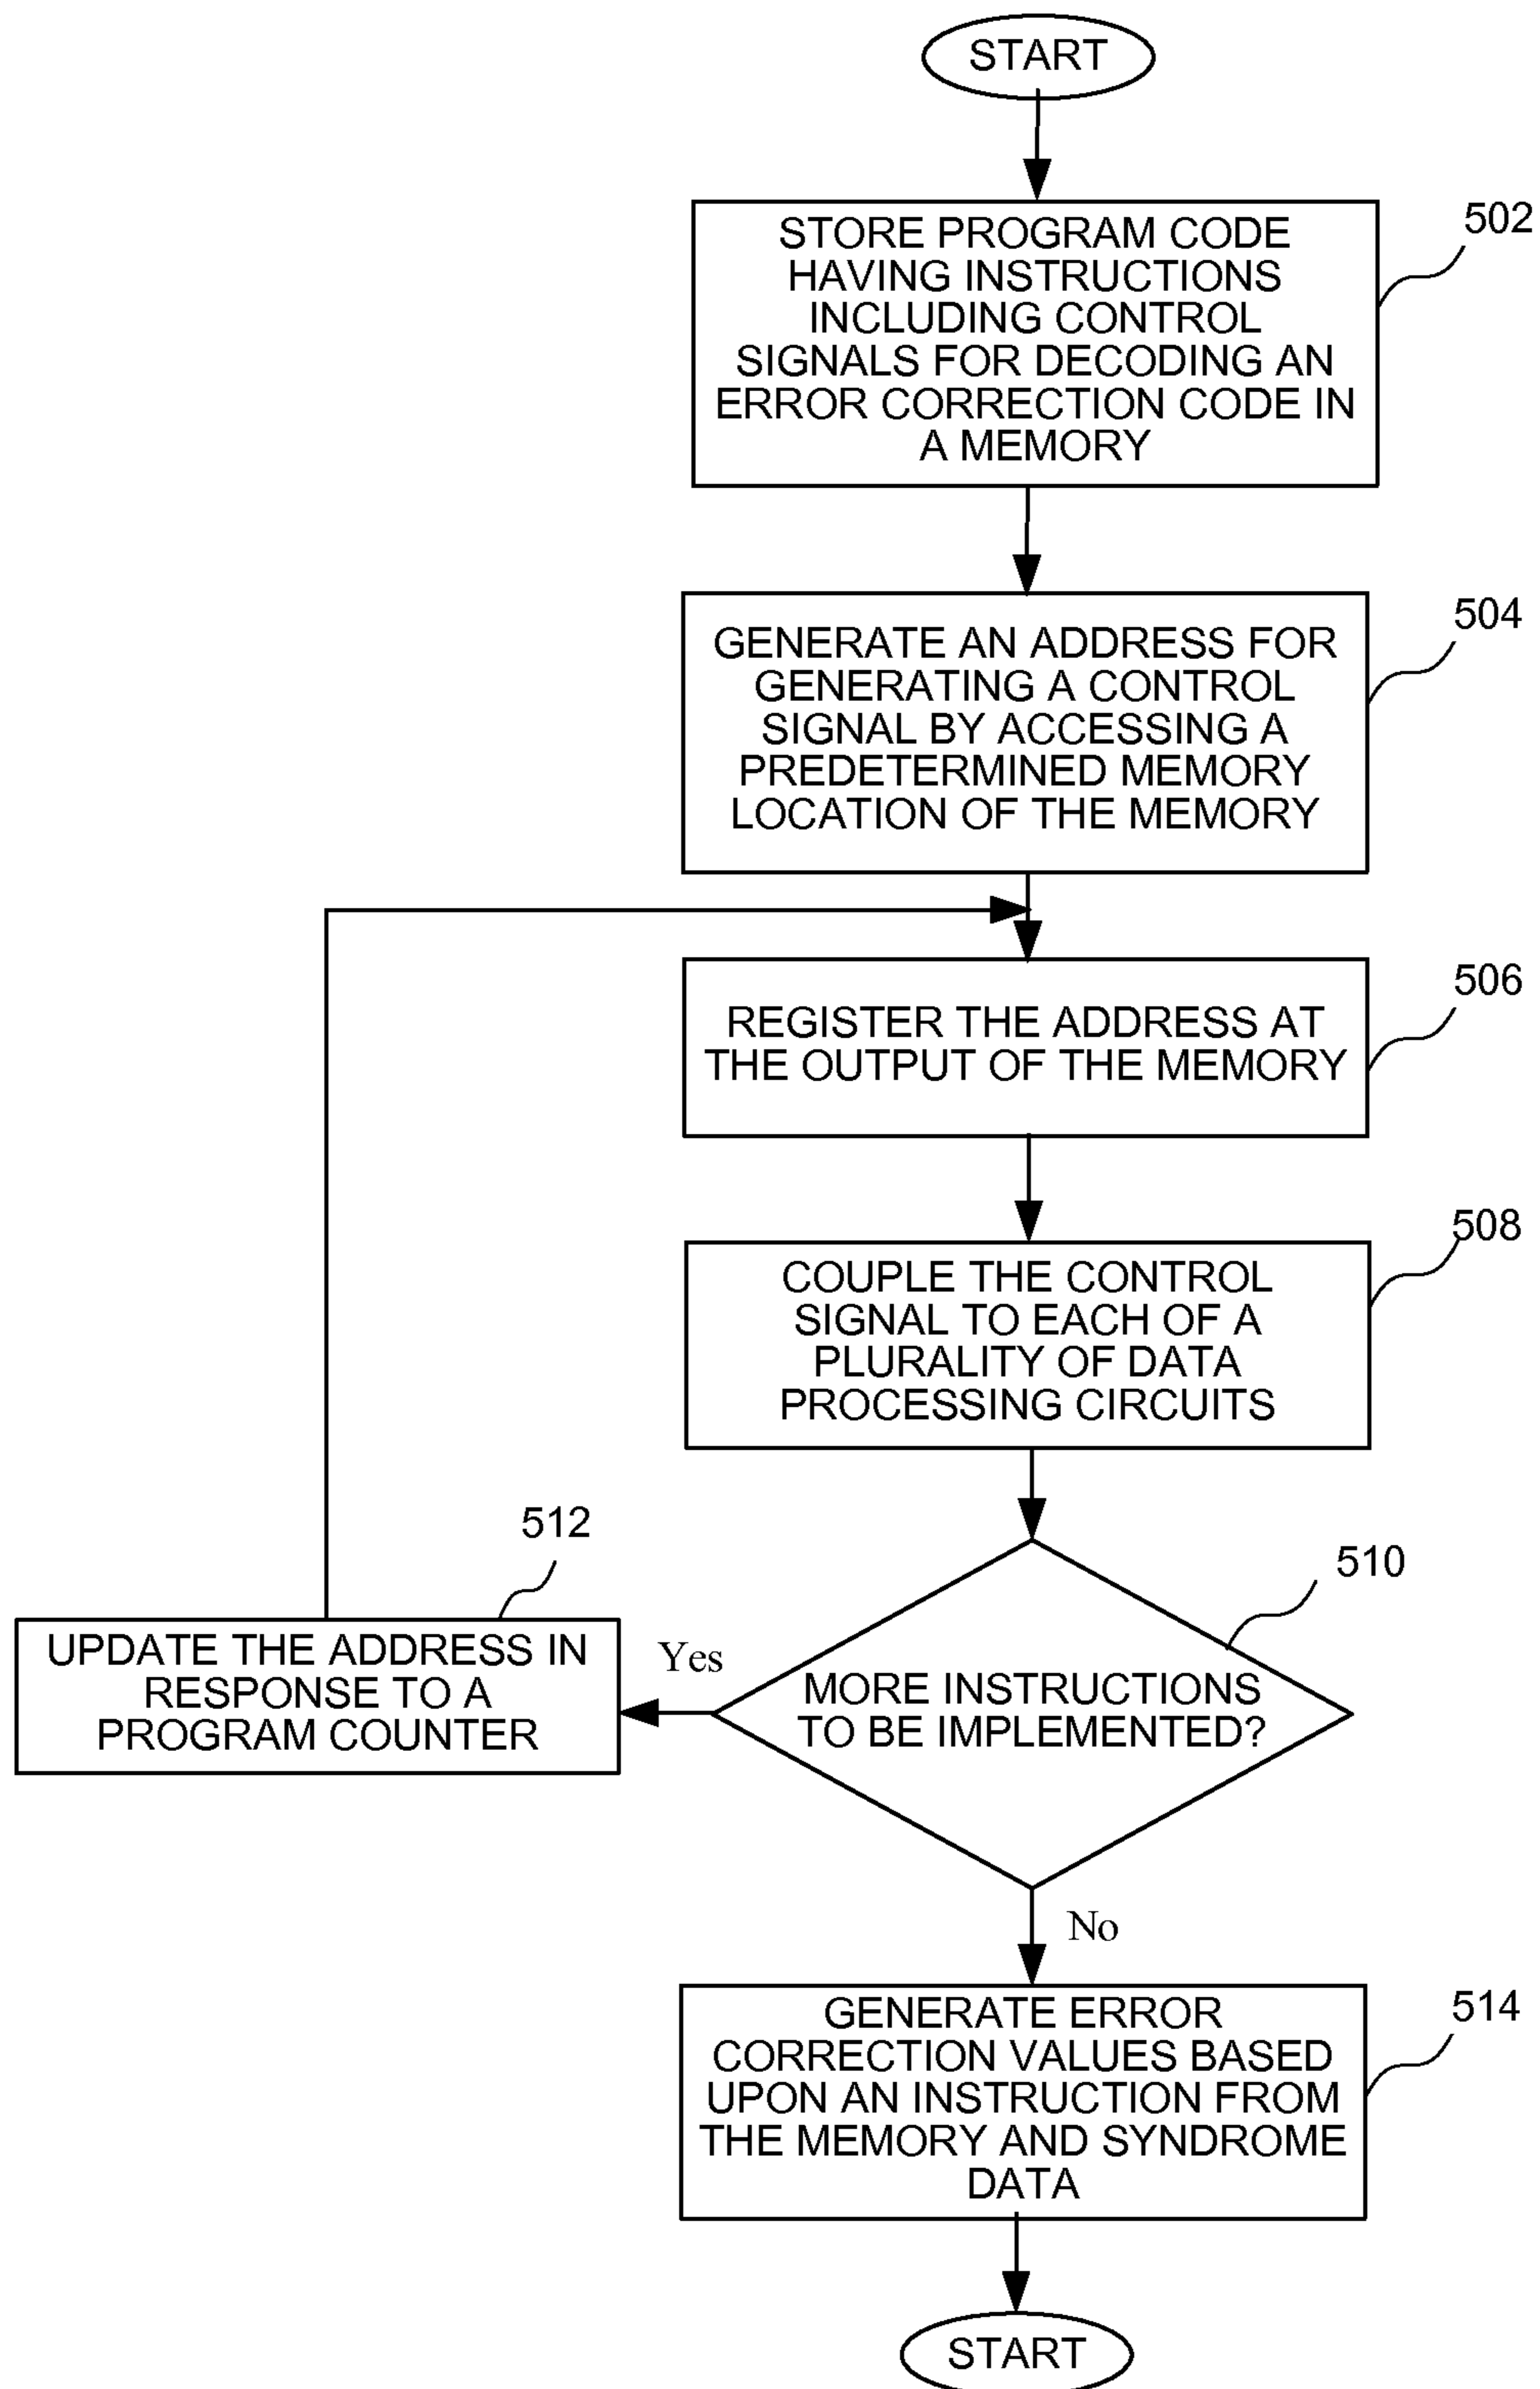 START
502
STORE PROGRAM CODE
HAVING INSTRUCTIONS
INCLUDING CONTROL
SIGNALS FOR DECODING AN
ERROR CORRECTION CODE IN
A MEMORY
504
GENERATE AN ADDRESS FOR
GENERATING A CONTROL
SIGNAL BY ACCESSING A
PREDETERMINED MEMORY
LOCATION OF THE MEMORY
506
REGISTER THE ADDRESS AT
THE OUTPUT OF THE MEMORY
508
COUPLE THE CONTROL
SIGNAL TO EACH OF A
PLURALITY OF DATA
PROCESSING CIRCUITS
510
MORE INSTRUCTIONS
TO BE IMPLEMENTED?
Yes
512
UPDATE THE ADDRESS IN
RESPONSE TO A
PROGRAM COUNTER
No
514
GENERATE ERROR
CORRECTION VALUES BASED
UPON AN INSTRUCTION FROM
THE MEMORY AND SYNDROME
DATA
START